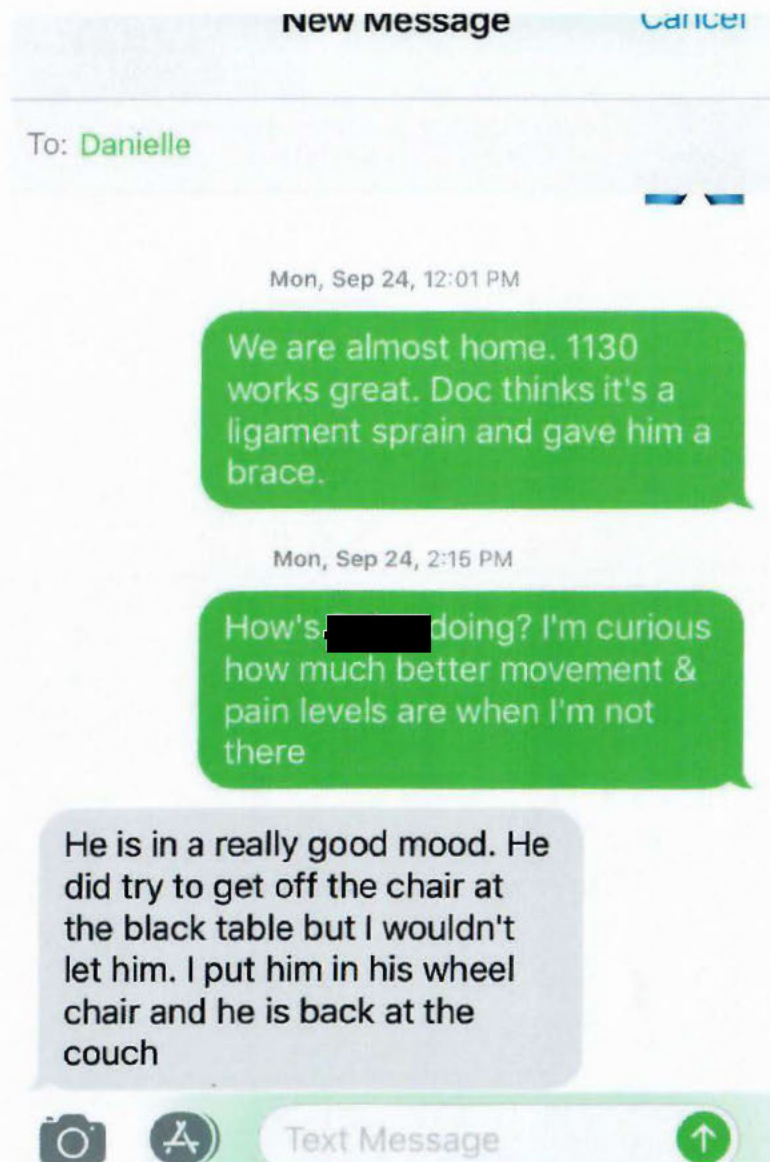 New Message
Cancel
To: Danielle
Mon, Sep 24, 12:01 PM
We are almost home. 1130
works great. Doc thinks it's a
ligament sprain and gave him a
brace.
Mon, Sep 24, 2:15 PM
How's doing? I'm curious
how much better movement &
pain levels are when I'm not
there
He is in a really good mood. He
did try to get off the chair at
the black table but I wouldn't
let him. I put him in his wheel
chair and he is back at the
couch
Text Message